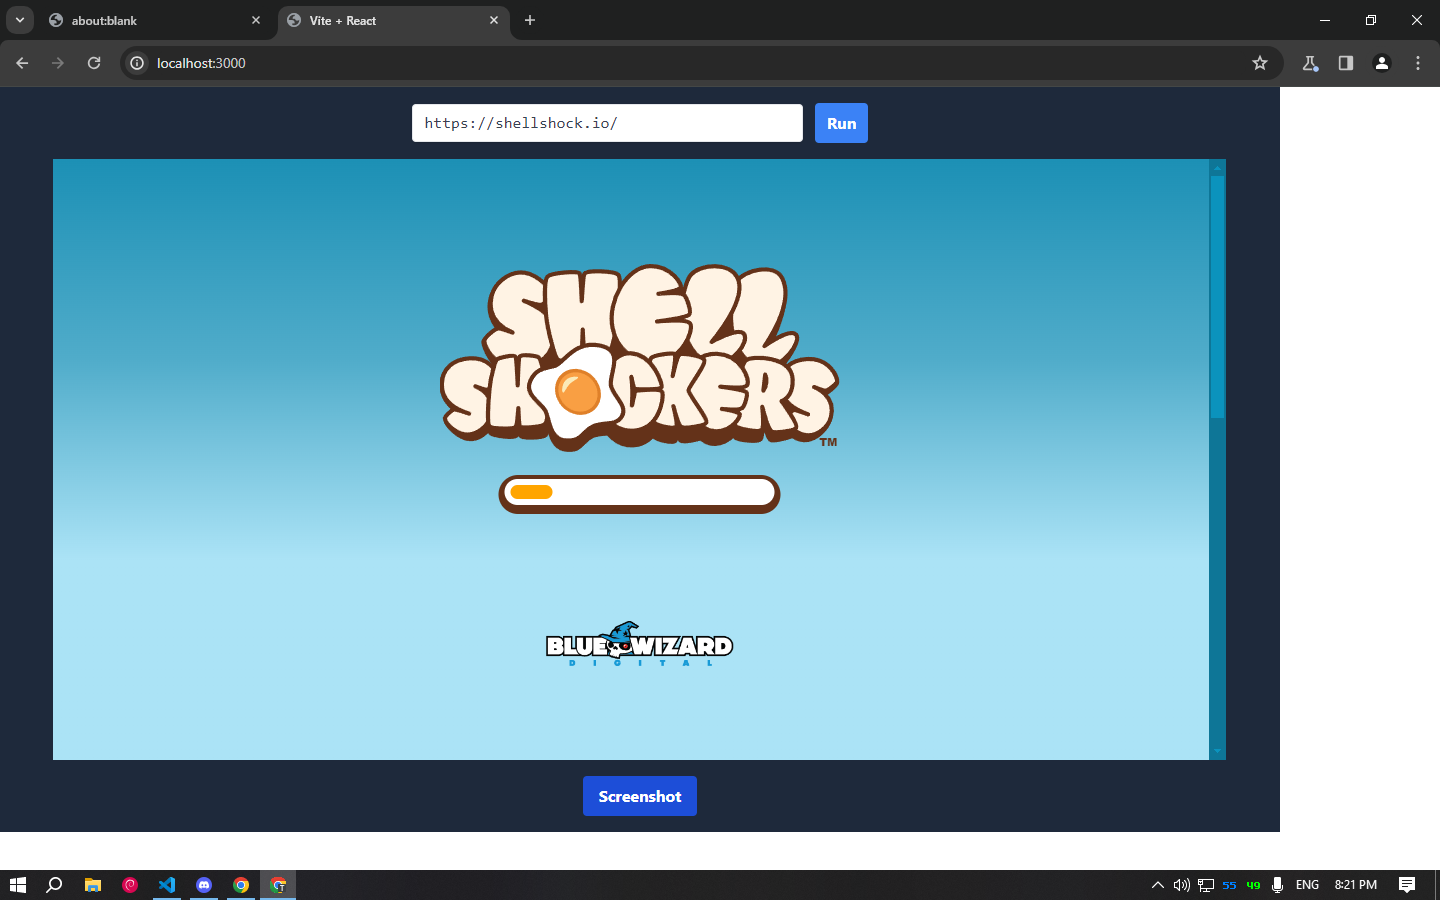 about:blank
Vite + React
localhost:3000
https://shellshock.io/
Run
SHELL
SHOCKERS
TM
BLUE WIZARD
DIGITAL
Screenshot
55
49
ENG
8:21 PM